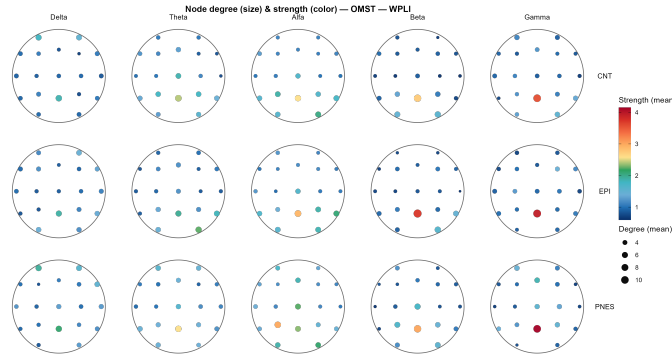 Node degree (size) & strength (color) — OMST — WPLI
Delta
Theta
Alfa
Beta
Gamma
CNT
Strength (mean
4
3
2
1
EPI
Degree (mean)
4
6
8
10
PNES